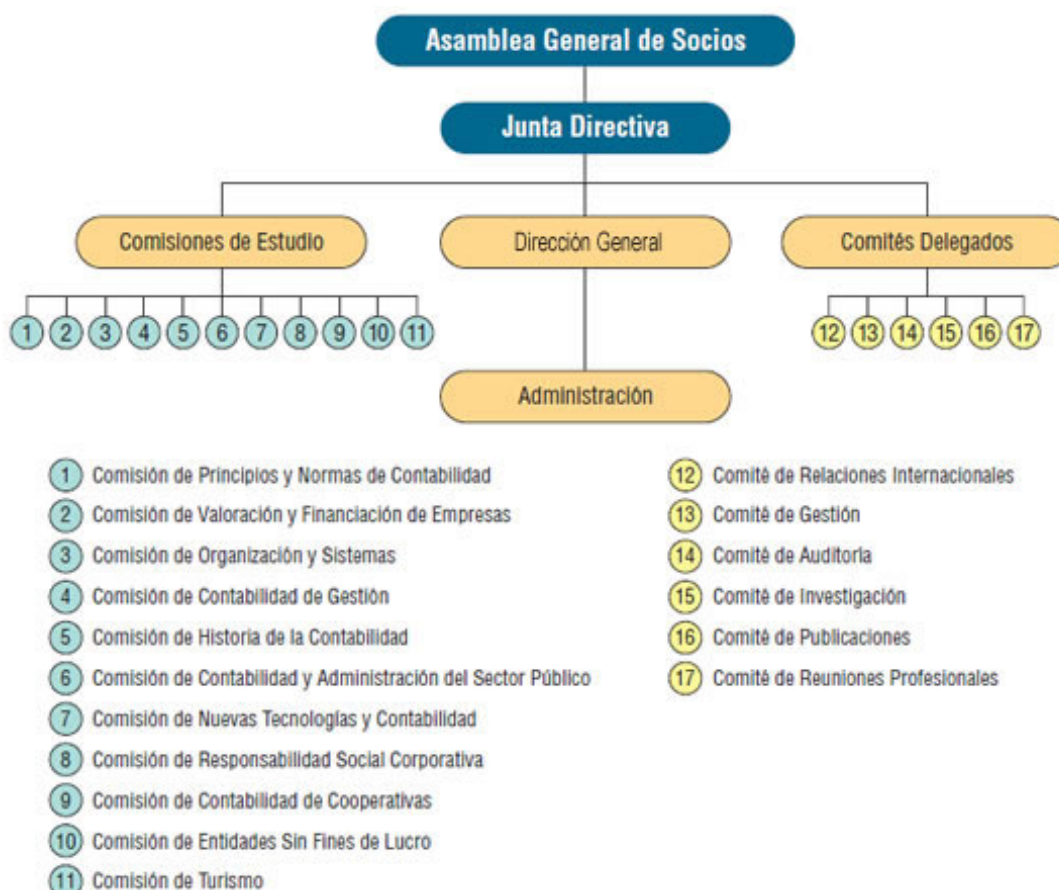 Asamblea General de Socios
Junta Directiva
Comisiones de Estudio
Dirección General
Comités Delegados
1 2 3 4 5 6 7 8 9 10 11
12 13 14 15 16 17
Administración
1 Comisión de Principios y Normas de Contabilidad
2 Comisión de Valoración y Financiación de Empresas
3 Comisión de Organización y Sistemas
4 Comisión de Contabilidad de Gestión
5 Comisión de Historia de la Contabilidad
6 Comisión de Contabilidad y Administración del Sector Público
7 Comisión de Nuevas Tecnologías y Contabilidad
8 Comisión de Responsabilidad Social Corporativa
9 Comisión de Contabilidad de Cooperativas
10 Comisión de Entidades Sin Fines de Lucro
11 Comisión de Turismo
12 Comité de Relaciones Internacionales
13 Comité de Gestión
14 Comité de Auditoría
15 Comité de Investigación
16 Comité de Publicaciones
17 Comité de Reuniones Profesionales